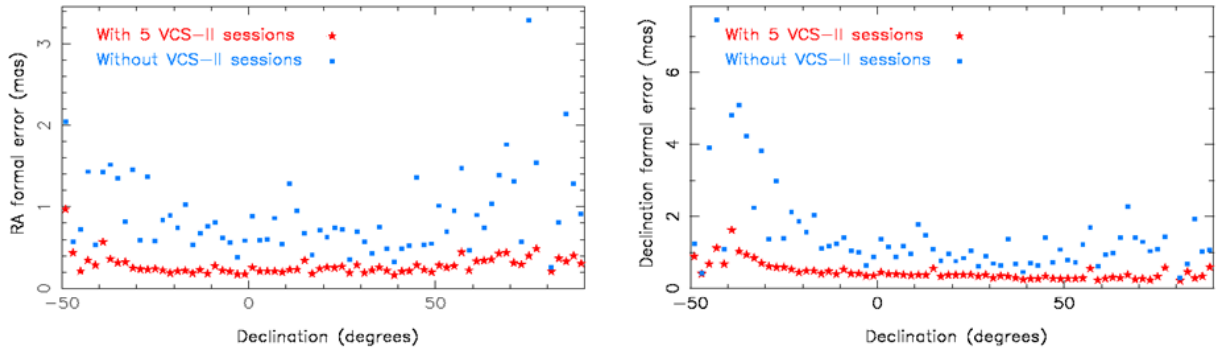 With 5 VCS-II sessions
Without VCS-II sessions
RA formal error (mas)
0
1
2
3
-50
0
50
Declination (degrees)
With 5 VCS-II sessions
Without VCS-II sessions
Declination formal error (mas)
0
2
4
6
-50
0
50
Declination (degrees)